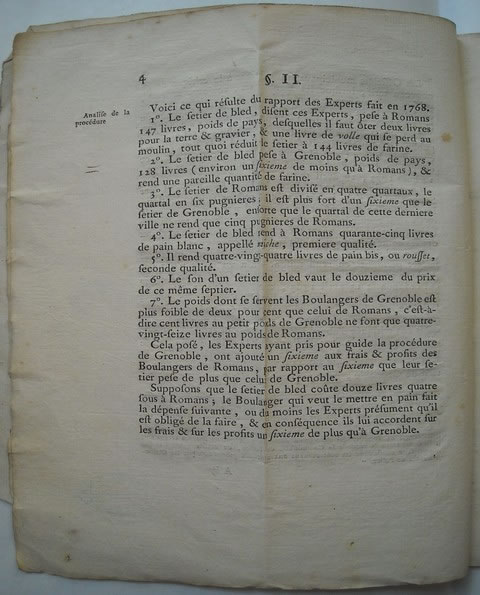 4 §. II.
Analise de la
procédure
Voici ce qui résulte du rapport des Experts fait en 1768.
1°. Le setier de bled, disent ces Experts, pese à Romans
147 livres, poids de pays, desquelles il faut ôter deux livres
pour la terre & gravier, & une livre de volle qui se perd au
moulin, tout quoi réduit le setier à 144 livres de farine.
2°. Le setier de bled pese à Grenoble, poids de pays,
128 livres (environ un sixieme de moins qu'à Romans), &
rend une pareille quantité de farine.
3°. Le setier de Romans est divisé en quatre quartaux, le
quartal en six pugnieres; il est plus fort d'un sixieme que le
setier de Grenoble, ensorte que le quartal de cette derniere
ville ne rend que cinq pugnieres de Romans.
4°. Le setier de bled rend à Romans quarante-cinq livres
de pain blanc, appellé miche, premiere qualité.
5°. Il rend quatre-vingt-quatre livres de pain bis, ou rousset,
seconde qualité.
6°. Le son d'un setier de bled vaut le douzieme du prix
de ce même septier.
7°. Le poids dont se servent les Boulangers de Grenoble est
plus foible de deux pour cent que celui de Romans, c'est-à-
dire cent livres au petit poids de Grenoble ne font que quatre-
vingt-seize livres au poids de Romans.
Cela posé, les Experts ayant pris pour guide la procédure
de Grenoble, ont ajouté un sixieme aux frais & profits des
Boulangers de Romans, par rapport au sixieme que leur se-
tier pese de plus que celui de Grenoble.
Supposons que le setier de bled coûte douze livres quatre
sous à Romans; le Boulanger qui veut le mettre en pain fait
la dépense suivante, ou du moins les Experts présument qu'il
est obligé de la faire, & en conséquence ils lui accordent sur
les frais & sur les profits un sixieme de plus qu'à Grenoble.